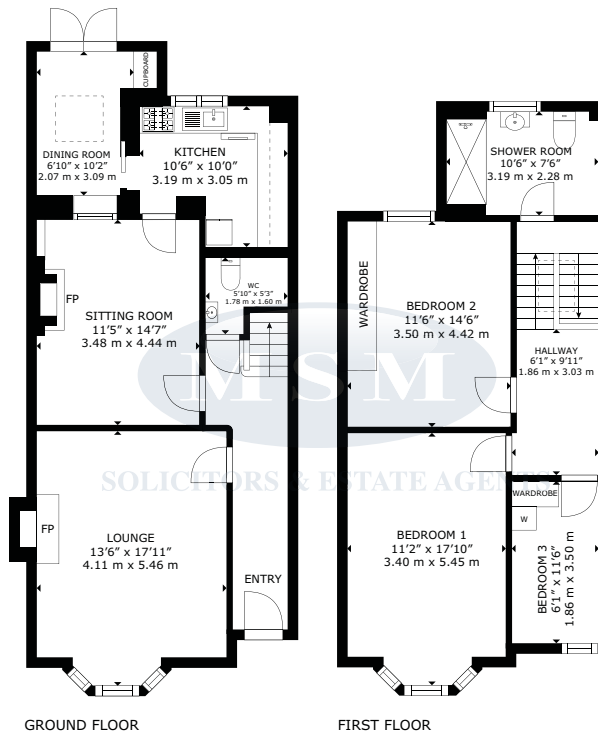 CUPBOARD
DINING ROOM
6'10" x 10'2"
2.07 m x 3.09 m
KITCHEN
10'6" x 10'0"
3.19 m x 3.05 m
FP
SITTING ROOM
11'5" x 14'7"
3.48 m x 4.44 m
WC
5'10" x 5'3"
1.78 m x 1.60 m
FP
LOUNGE
13'6" x 17'11"
4.11 m x 5.46 m
ENTRY
GROUND FLOOR
SHOWER ROOM
10'6" x 7'6"
3.19 m x 2.28 m
WARDROBE
BEDROOM 2
11'6" x 14'6"
3.50 m x 4.42 m
HALLWAY
6'1" x 9'11"
1.86 m x 3.03 m
BEDROOM 1
11'2" x 17'10"
3.40 m x 5.45 m
WARDROBE
W
BEDROOM 3
6'1" x 11'6"
1.86 m x 3.50 m
FIRST FLOOR
MSM
SOLICITORS & ESTATE AGENTS